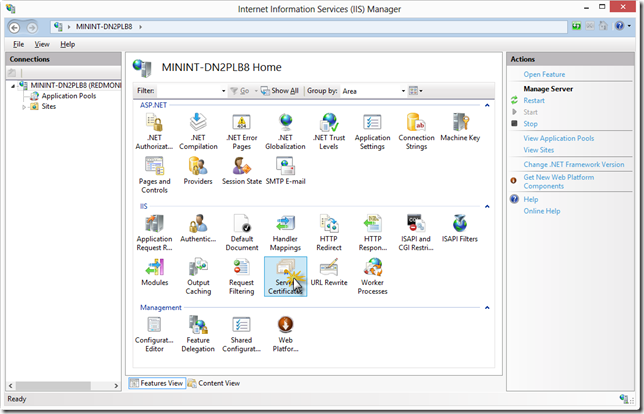 Internet Information Services (IIS) Manager
MININT-DN2PLB8
File View Help
Connections
MININT-DN2PLB8 (REDMOND
Application Pools
Sites
MININT-DN2PLB8 Home
Filter: Go Show All Group by: Area
ASP.NET
.NET Authorizat... .NET Compilation .NET Error Pages .NET Globalization .NET Trust Levels Application Settings Connection Strings Machine Key
Pages and Controls Providers Session State SMTP E-mail
IIS
Application Request R... Authentic... Default Document Handler Mappings HTTP Redirect HTTP Respon... ISAPI and CGI Restri... ISAPI Filters
Modules Output Caching Request Filtering Server Certificates URL Rewrite Worker Processes
Management
Configurat... Editor Feature Delegation Shared Configurat... Web Platfor...
Features View Content View
Actions
Open Feature
Manage Server
Restart
Start
Stop
View Application Pools
View Sites
Change .NET Framework Version
Get New Web Platform
Components
Help
Online Help
Ready